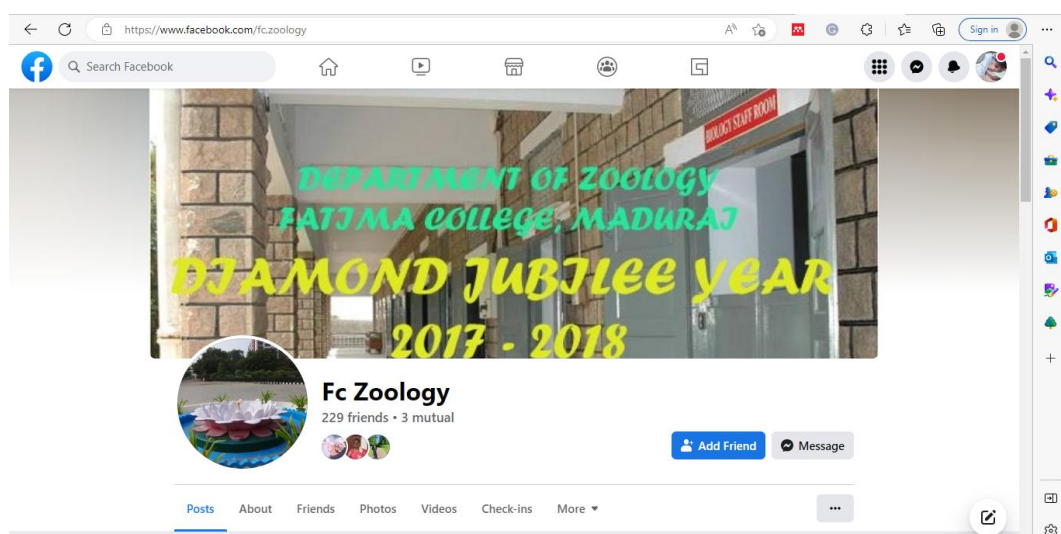 https://www.facebook.com/fc.zoology
Sign in
Search Facebook
BIOLOGY STAFF ROOM
DEPARTMENT OF ZOOLOGY
FATIMA COLLEGE, MADURAI
DIAMOND JUBILEE YEAR
2017 - 2018
Fc Zoology
229 friends • 3 mutual
Add Friend
Message
Posts About Friends Photos Videos Check-ins More